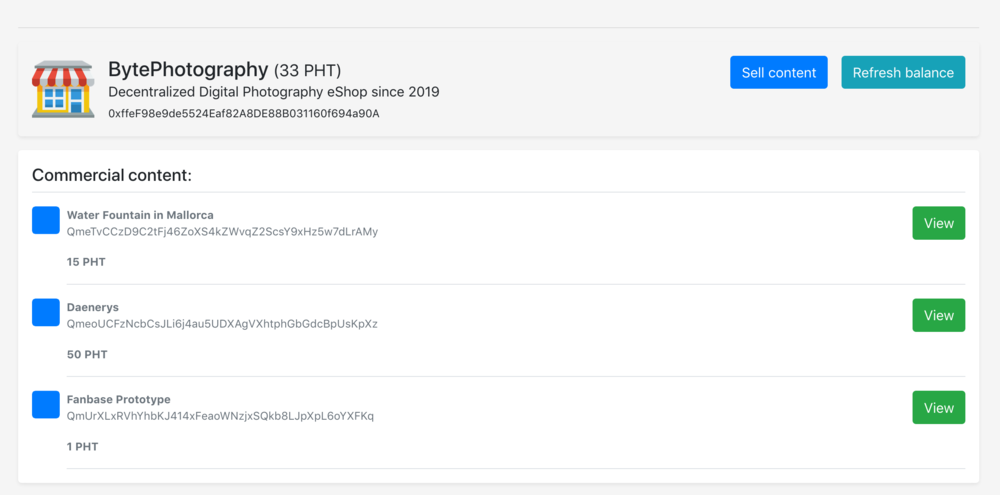 BytePhotography (33 PHT)
Decentralized Digital Photography eShop since 2019
0xffeF98e9de5524Eaf82A8DE88B031160f694a90A
Sell content
Refresh balance
Commercial content:
Water Fountain in Mallorca
QmeTvCCzD9C2tFj46ZoXS4kZWvqZ2ScsY9xHz5w7dLrAMy
15 PHT
View
Daenerys
QmeoUCFzNcbCsJLi6j4au5UDXAgVXhtphGbGdcBpUsKpXz
50 PHT
View
Fanbase Prototype
QmUrXLxRVhYhbKJ414xFeaoWNzjxSQkb8LJpXpL6oYXFKq
1 PHT
View